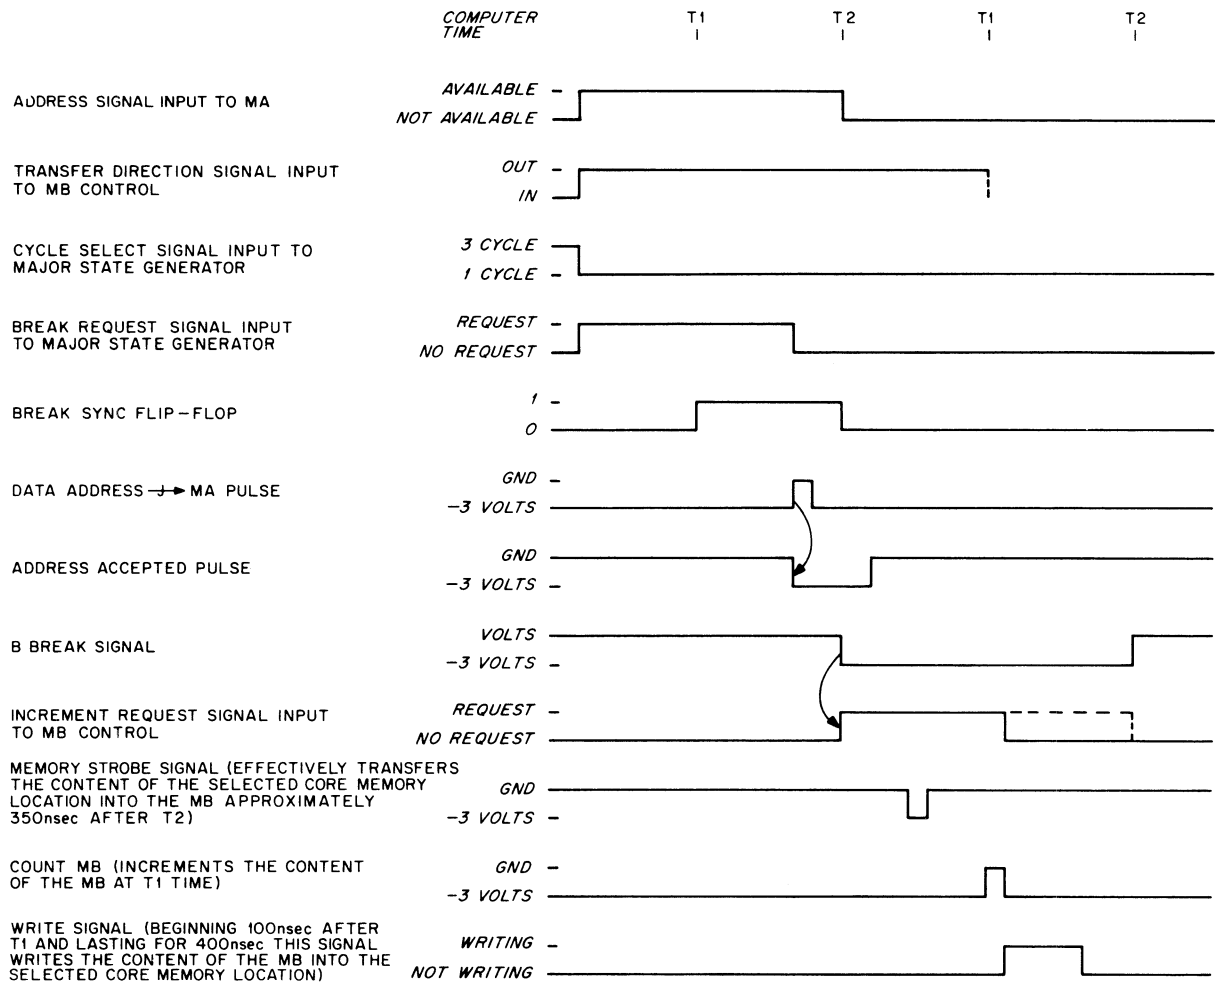 COMPUTER
TIME
T1
T2
T1
T2
ADDRESS SIGNAL INPUT TO MA
AVAILABLE
NOT AVAILABLE
TRANSFER DIRECTION SIGNAL INPUT
TO MB CONTROL
OUT
IN
CYCLE SELECT SIGNAL INPUT TO
MAJOR STATE GENERATOR
3 CYCLE
1 CYCLE
BREAK REQUEST SIGNAL INPUT
TO MAJOR STATE GENERATOR
REQUEST
NO REQUEST
BREAK SYNC FLIP-FLOP
1
0
DATA ADDRESS J→ MA PULSE
GND
-3 VOLTS
ADDRESS ACCEPTED PULSE
GND
-3 VOLTS
B BREAK SIGNAL
VOLTS
-3 VOLTS
INCREMENT REQUEST SIGNAL INPUT
TO MB CONTROL
REQUEST
NO REQUEST
MEMORY STROBE SIGNAL (EFFECTIVELY TRANSFERS
THE CONTENT OF THE SELECTED CORE MEMORY
LOCATION INTO THE MB APPROXIMATELY
350nsec AFTER T2)
GND
-3 VOLTS
COUNT MB (INCREMENTS THE CONTENT
OF THE MB AT T1 TIME)
GND
-3 VOLTS
WRITE SIGNAL (BEGINNING 100nsec AFTER
T1 AND LASTING FOR 400nsec THIS SIGNAL
WRITES THE CONTENT OF THE MB INTO THE
SELECTED CORE MEMORY LOCATION)
WRITING
NOT WRITING